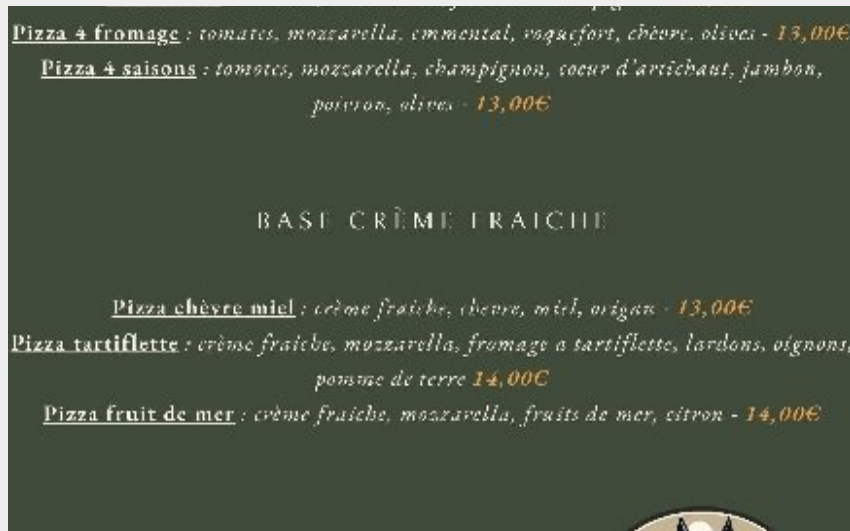 Pizza 4 fromage : tomates, mozzarella, emmental, roquefort, chèvre, olives - 13,00€
Pizza 4 saisons : tomotes, mozzarella, champignon, coeur d'artichaut, jambon,
poivron, olives - 13,00€
BASE CRÈME FRAICHE
Pizza chèvre miel : crème fraiche, chevre, miel, origan - 13,00€
Pizza tartiflette : crème fraiche, mozzarella, fromage a tartiflette, lardons, oignons,
pomme de terre 14,00€
Pizza fruit de mer : crème fraiche, mozzarella, fruits de mer, citron - 14,00€